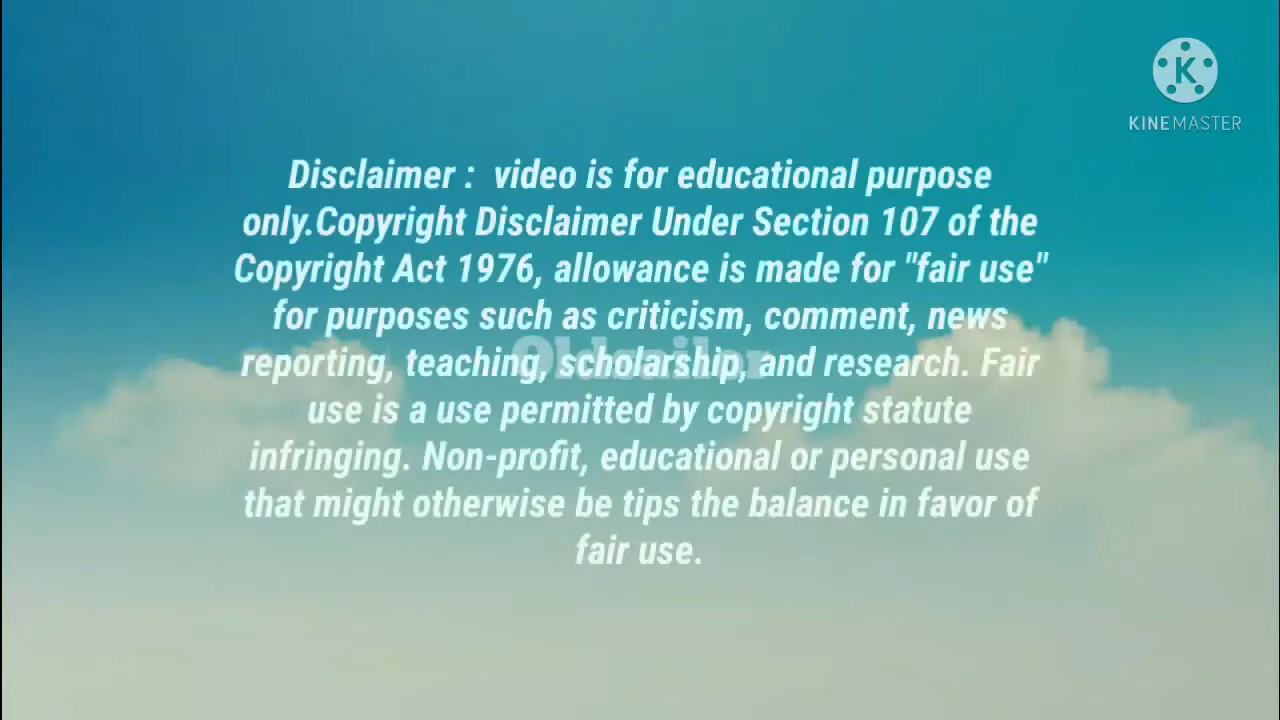 KINEMASTER
Disclaimer : video is for educational purpose
only.Copyright Disclaimer Under Section 107 of the
Copyright Act 1976, allowance is made for "fair use"
for purposes such as criticism, comment, news
reporting, teaching, scholarship, and research. Fair
use is a use permitted by copyright statute
infringing. Non-profit, educational or personal use
that might otherwise be tips the balance in favor of
fair use.